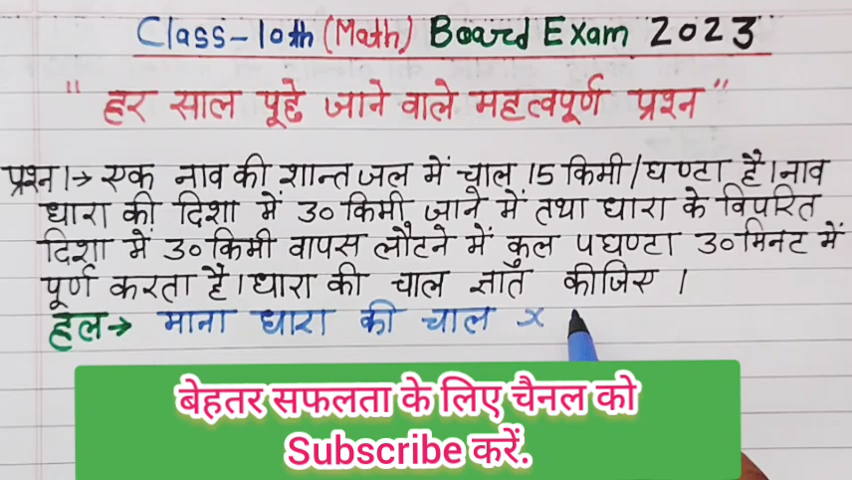 Class-10th (Math) Board Exam 2023
"हर साल पूछे जाने वाले महत्वपूर्ण प्रश्न"
प्रश्न।→ एक नाव की शान्त जल में चाल 15 किमी/घण्टा है। नाव
धारा की दिशा में 30 किमी जाने में तथा धारा के विपरित
दिशा में 30 किमी वापस लौटने में कुल 4 घण्टा 30 मिनट में
पूर्ण करता है। धारा की चाल ज्ञात कीजिए ।
हल→ माना धारा की चाल x
बेहतर सफलता के लिए चैनल को
Subscribe करें.